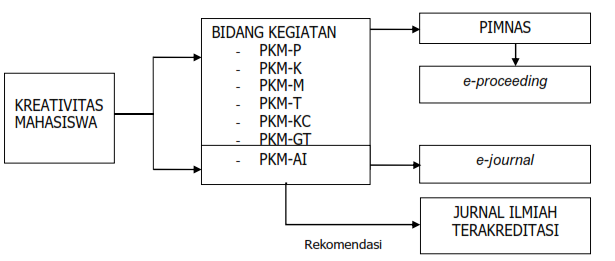 KREATIVITAS
MAHASISWA
BIDANG KEGIATAN
- PKM-P
- PKM-K
- PKM-M
- PKM-T
- PKM-KC
- PKM-GT
- PKM-AI
PIMNAS
e-proceeding
e-journal
JURNAL ILMIAH
TERAKREDITASI
Rekomendasi